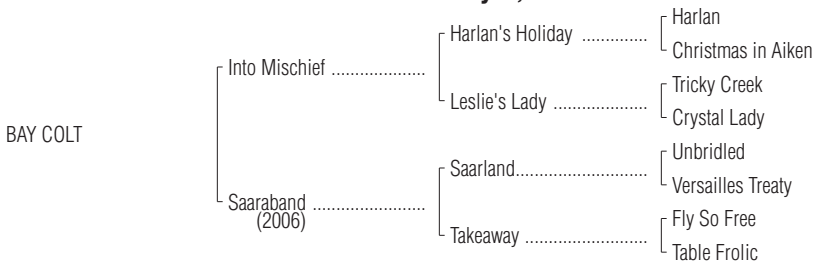 Harlan
Harlan's Holiday ..............
Christmas in Aiken
Into Mischief .....................
Tricky Creek
Leslie's Lady ....................
Crystal Lady
BAY COLT
Unbridled
Saarland............................
Versailles Treaty
Saaraband .........................
(2006)
Fly So Free
Takeaway ..........................
Table Frolic